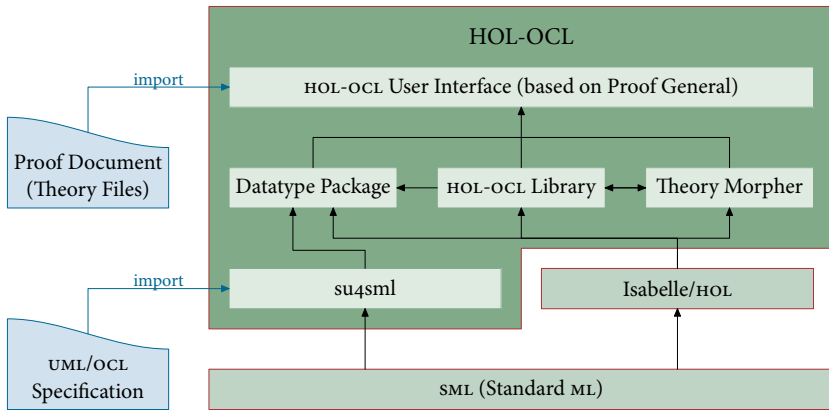 HOL-OCL
import
HOL-OCL User Interface (based on Proof General)
Proof Document
(Theory Files)
Datatype Package
HOL-OCL Library
Theory Morpher
import
su4sml
Isabelle/HOL
UML/OCL
Specification
SML (Standard ML)